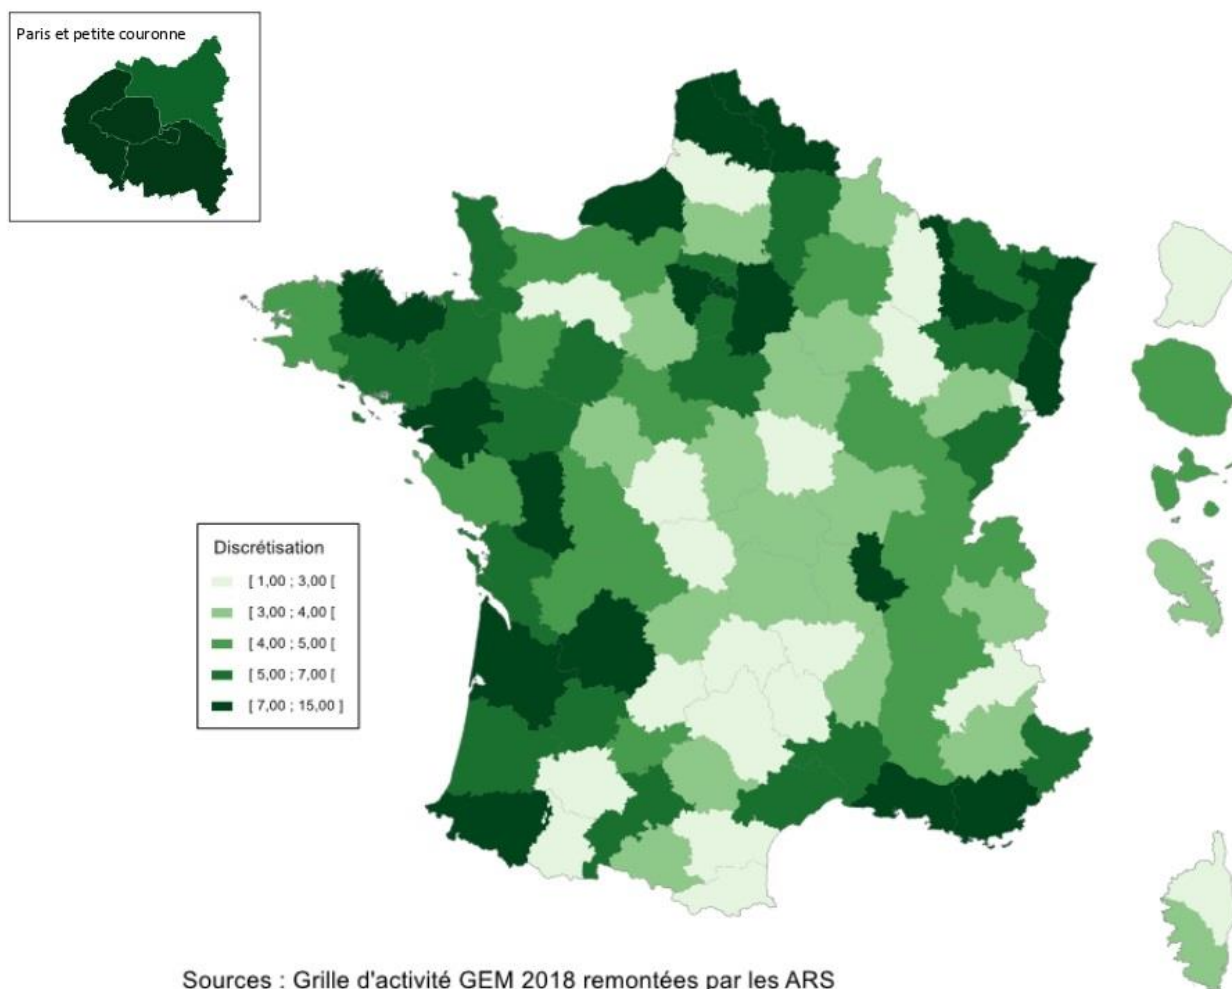 Paris et petite couronne
Discrétisation
[ 1,00 ; 3,00 [
[ 3,00 ; 4,00 [
[ 4,00 ; 5,00 [
[ 5,00 ; 7,00 [
[ 7,00 ; 15,00 ]
Sources : Grille d'activité GEM 2018 remontées par les ARS